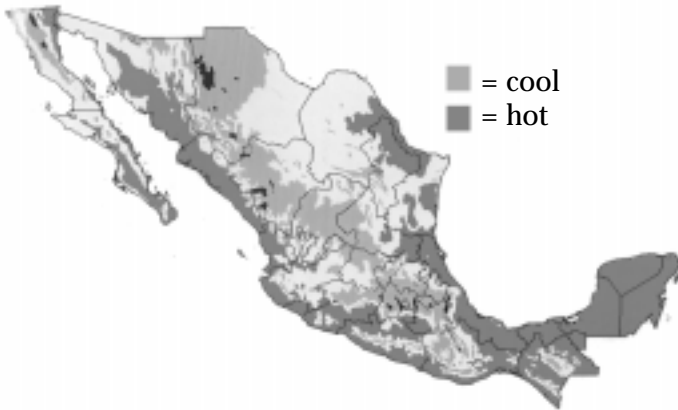 = cool
= hot